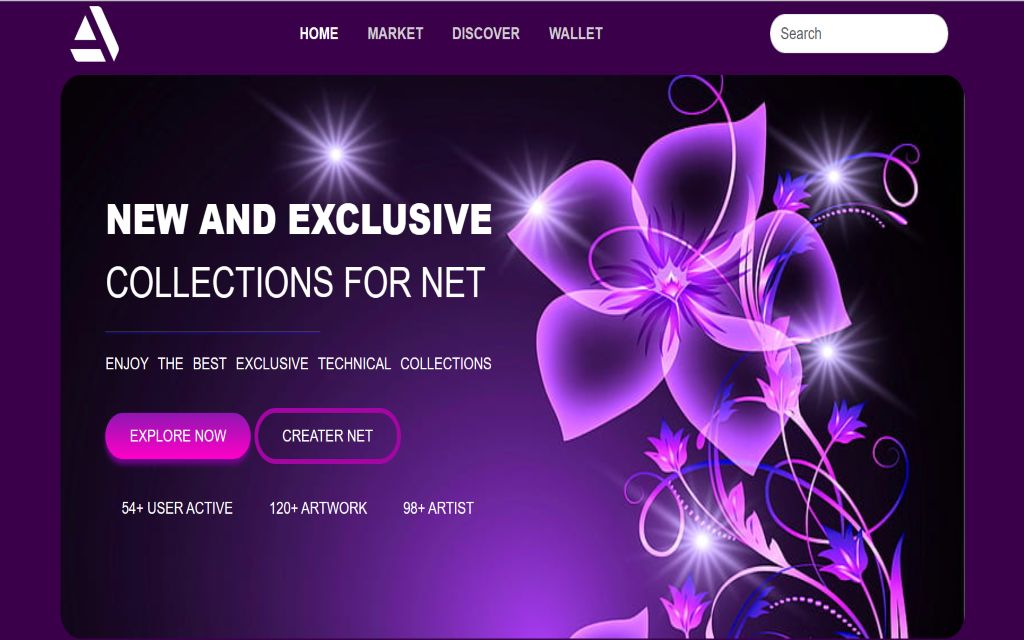 HOME MARKET DISCOVER WALLET Search
NEW AND EXCLUSIVE
COLLECTIONS FOR NET
ENJOY THE BEST EXCLUSIVE TECHNICAL COLLECTIONS
EXPLORE NOW CREATER NET
54+ USER ACTIVE 120+ ARTWORK 98+ ARTIST